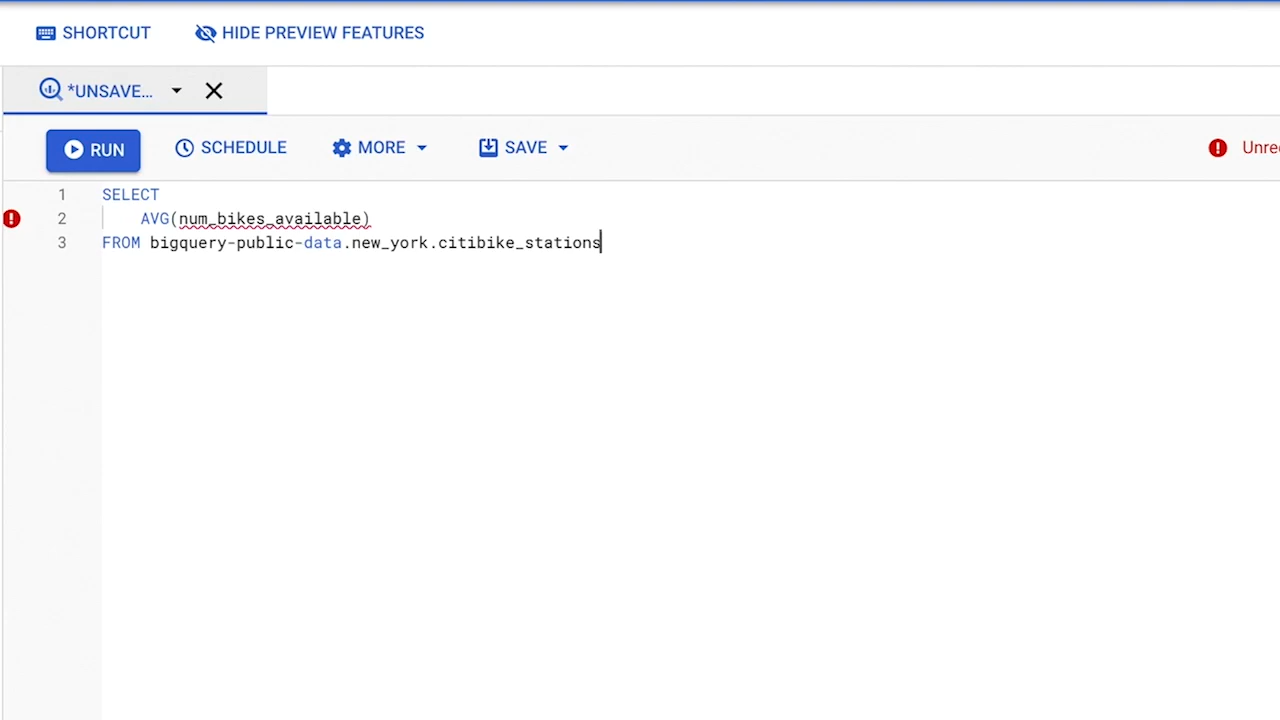 SHORTCUT HIDE PREVIEW FEATURES
*UNSAVE...
RUN SCHEDULE MORE SAVE
1 SELECT
2 AVG(num_bikes_available)
3 FROM bigquery-public-data.new_york.citibike_stations